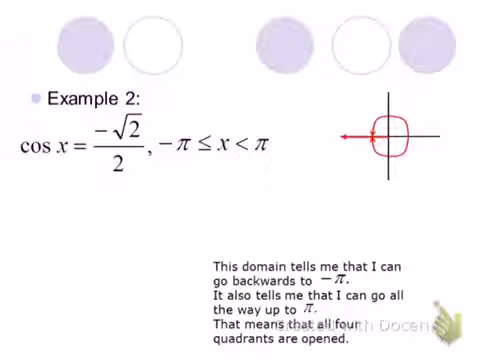 Example 2:
cos x = -√2/2, -π ≤ x < π
This domain tells me that I can
go backwards to -π.
It also tells me that I can go all
the way up to π.
That means that all four
quadrants are opened.